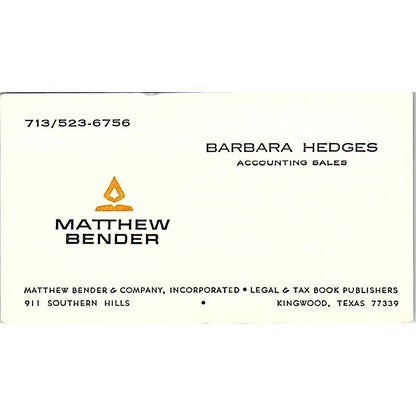 713/523-6756
BARBARA HEDGES
ACCOUNTING SALES
MATTHEW
BENDER
MATTHEW BENDER & COMPANY, INCORPORATED • LEGAL & TAX BOOK PUBLISHERS
911 SOUTHERN HILLS • KINGWOOD, TEXAS 77339